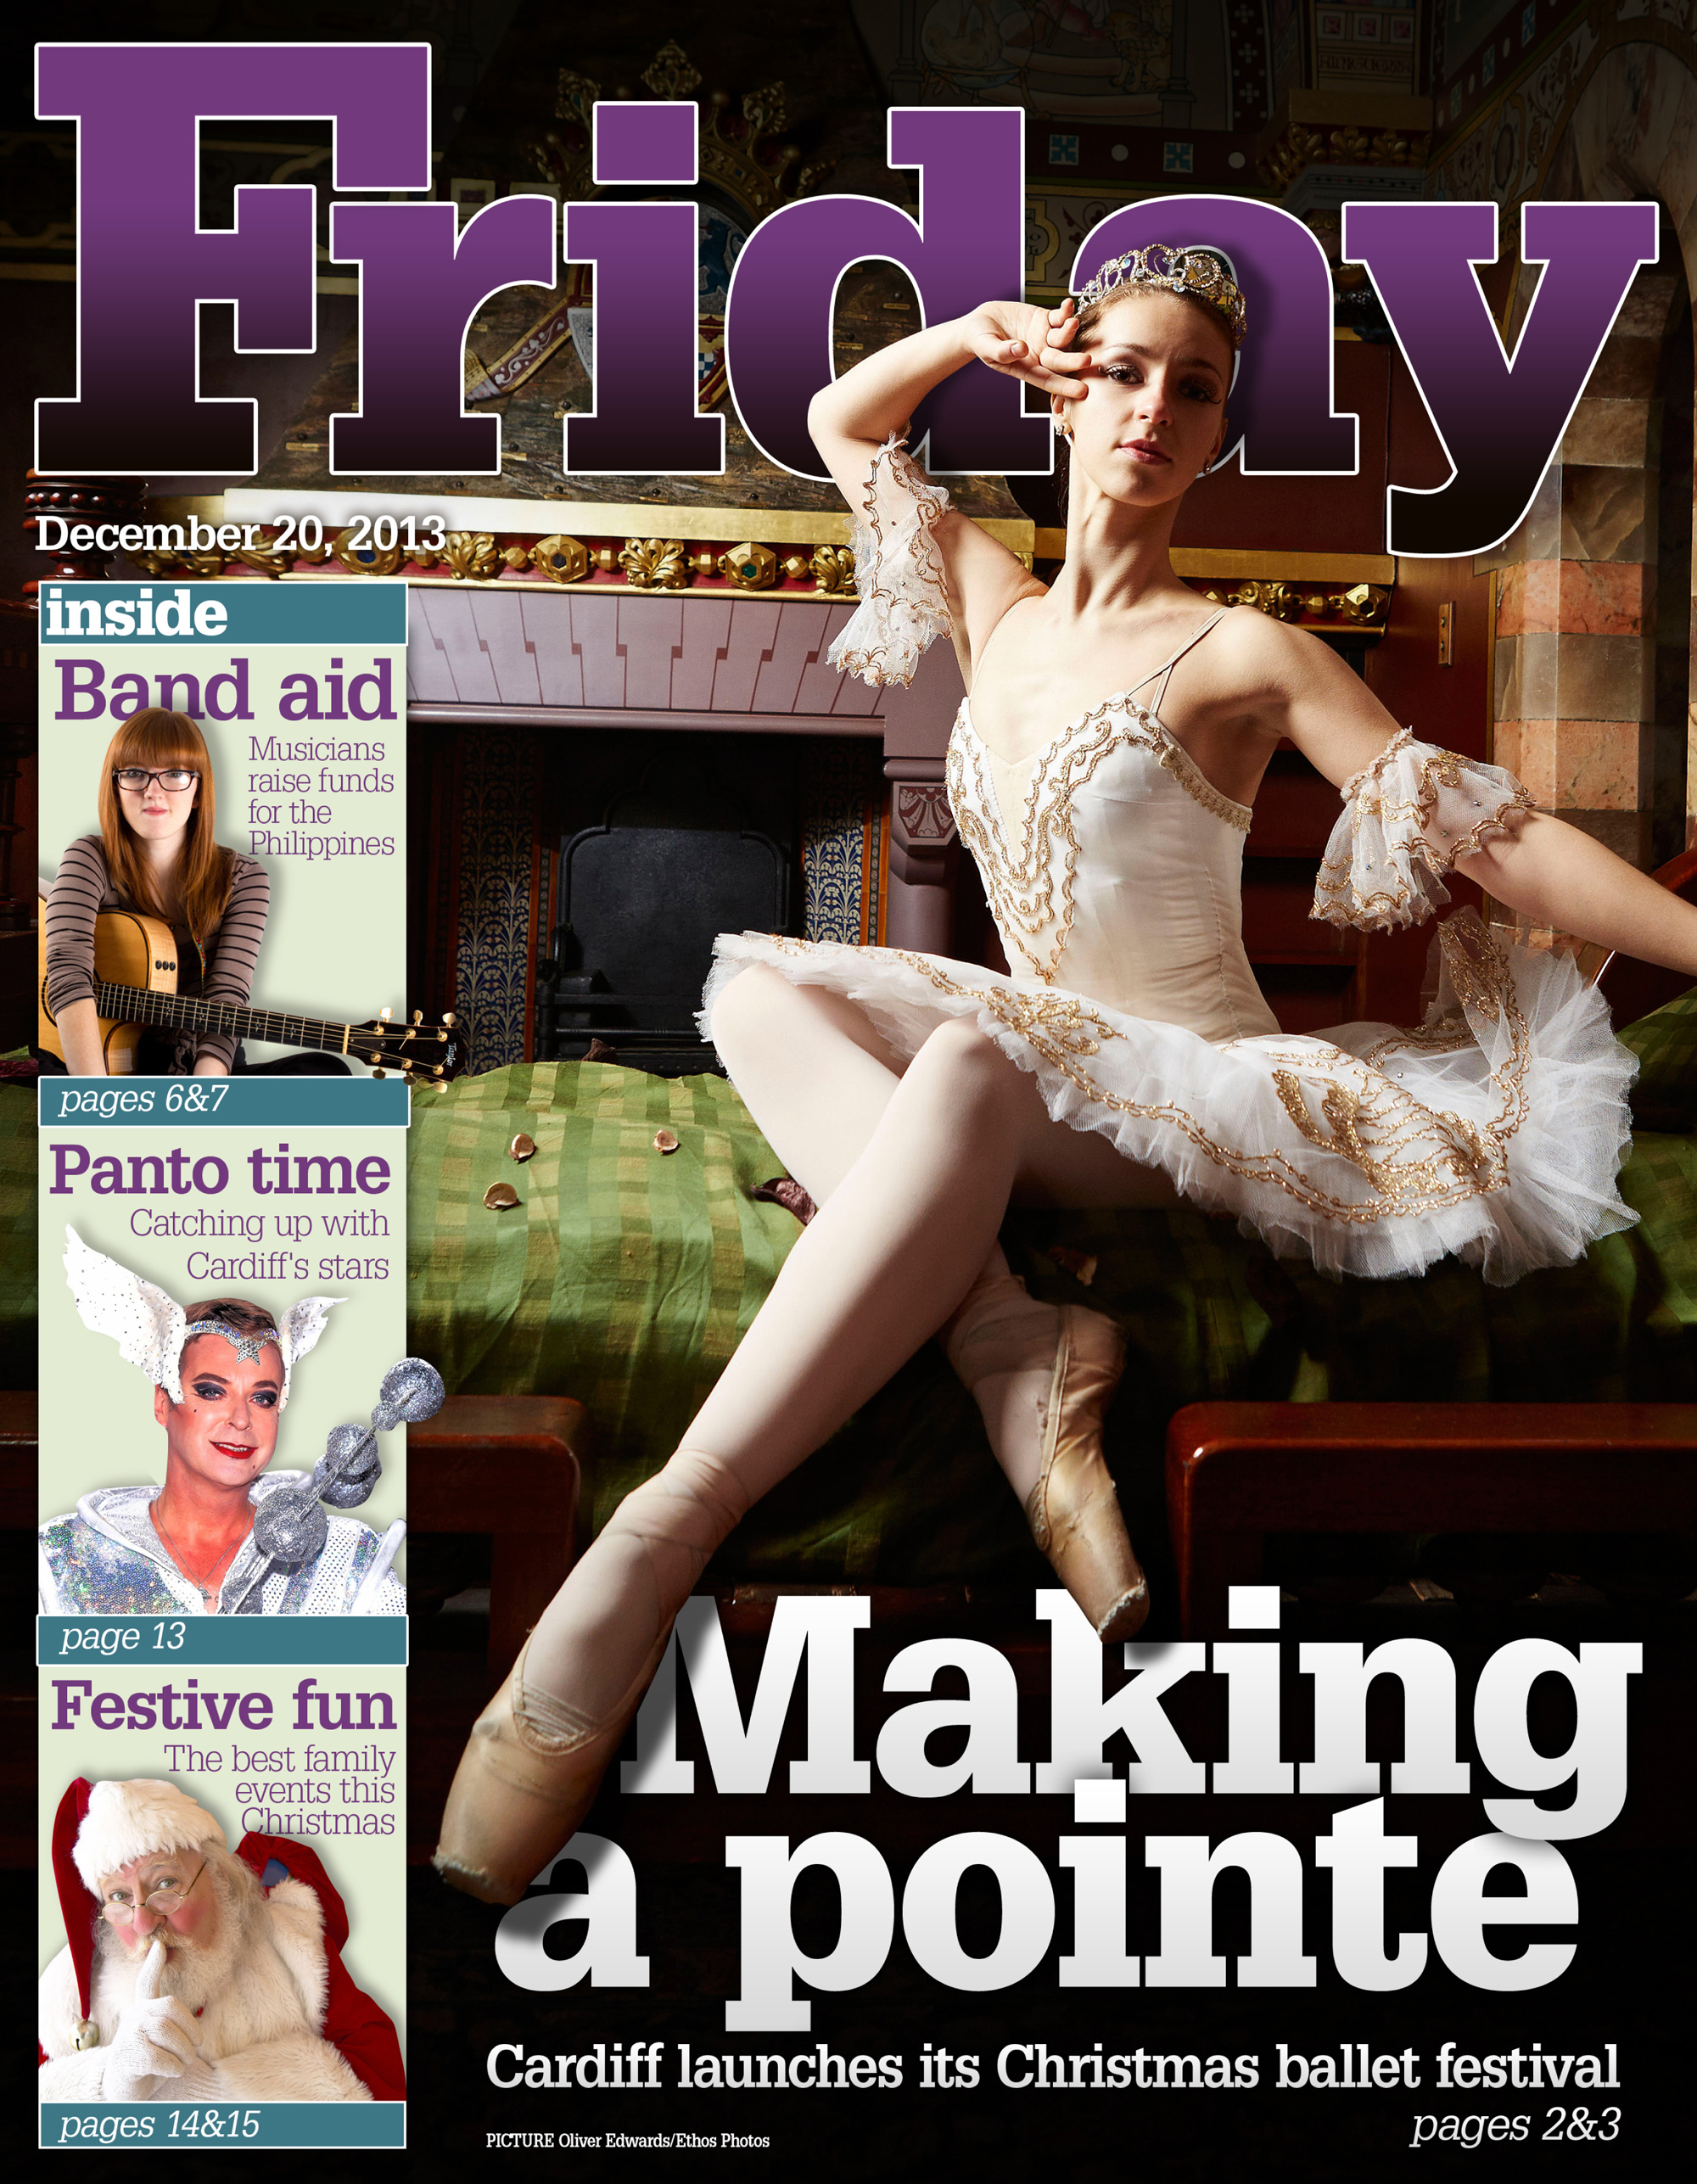 Friday
December 20, 2013
inside
Band aid
Musicians
raise funds
for the
Philippines
pages 6&7
Panto time
Catching up with
Cardiff's stars
page 13
Festive fun
The best family
events this
Christmas
pages 14&15
Making
a pointe
Cardiff launches its Christmas ballet festival
pages 2&3
PICTURE Oliver Edwards/Ethos Photos